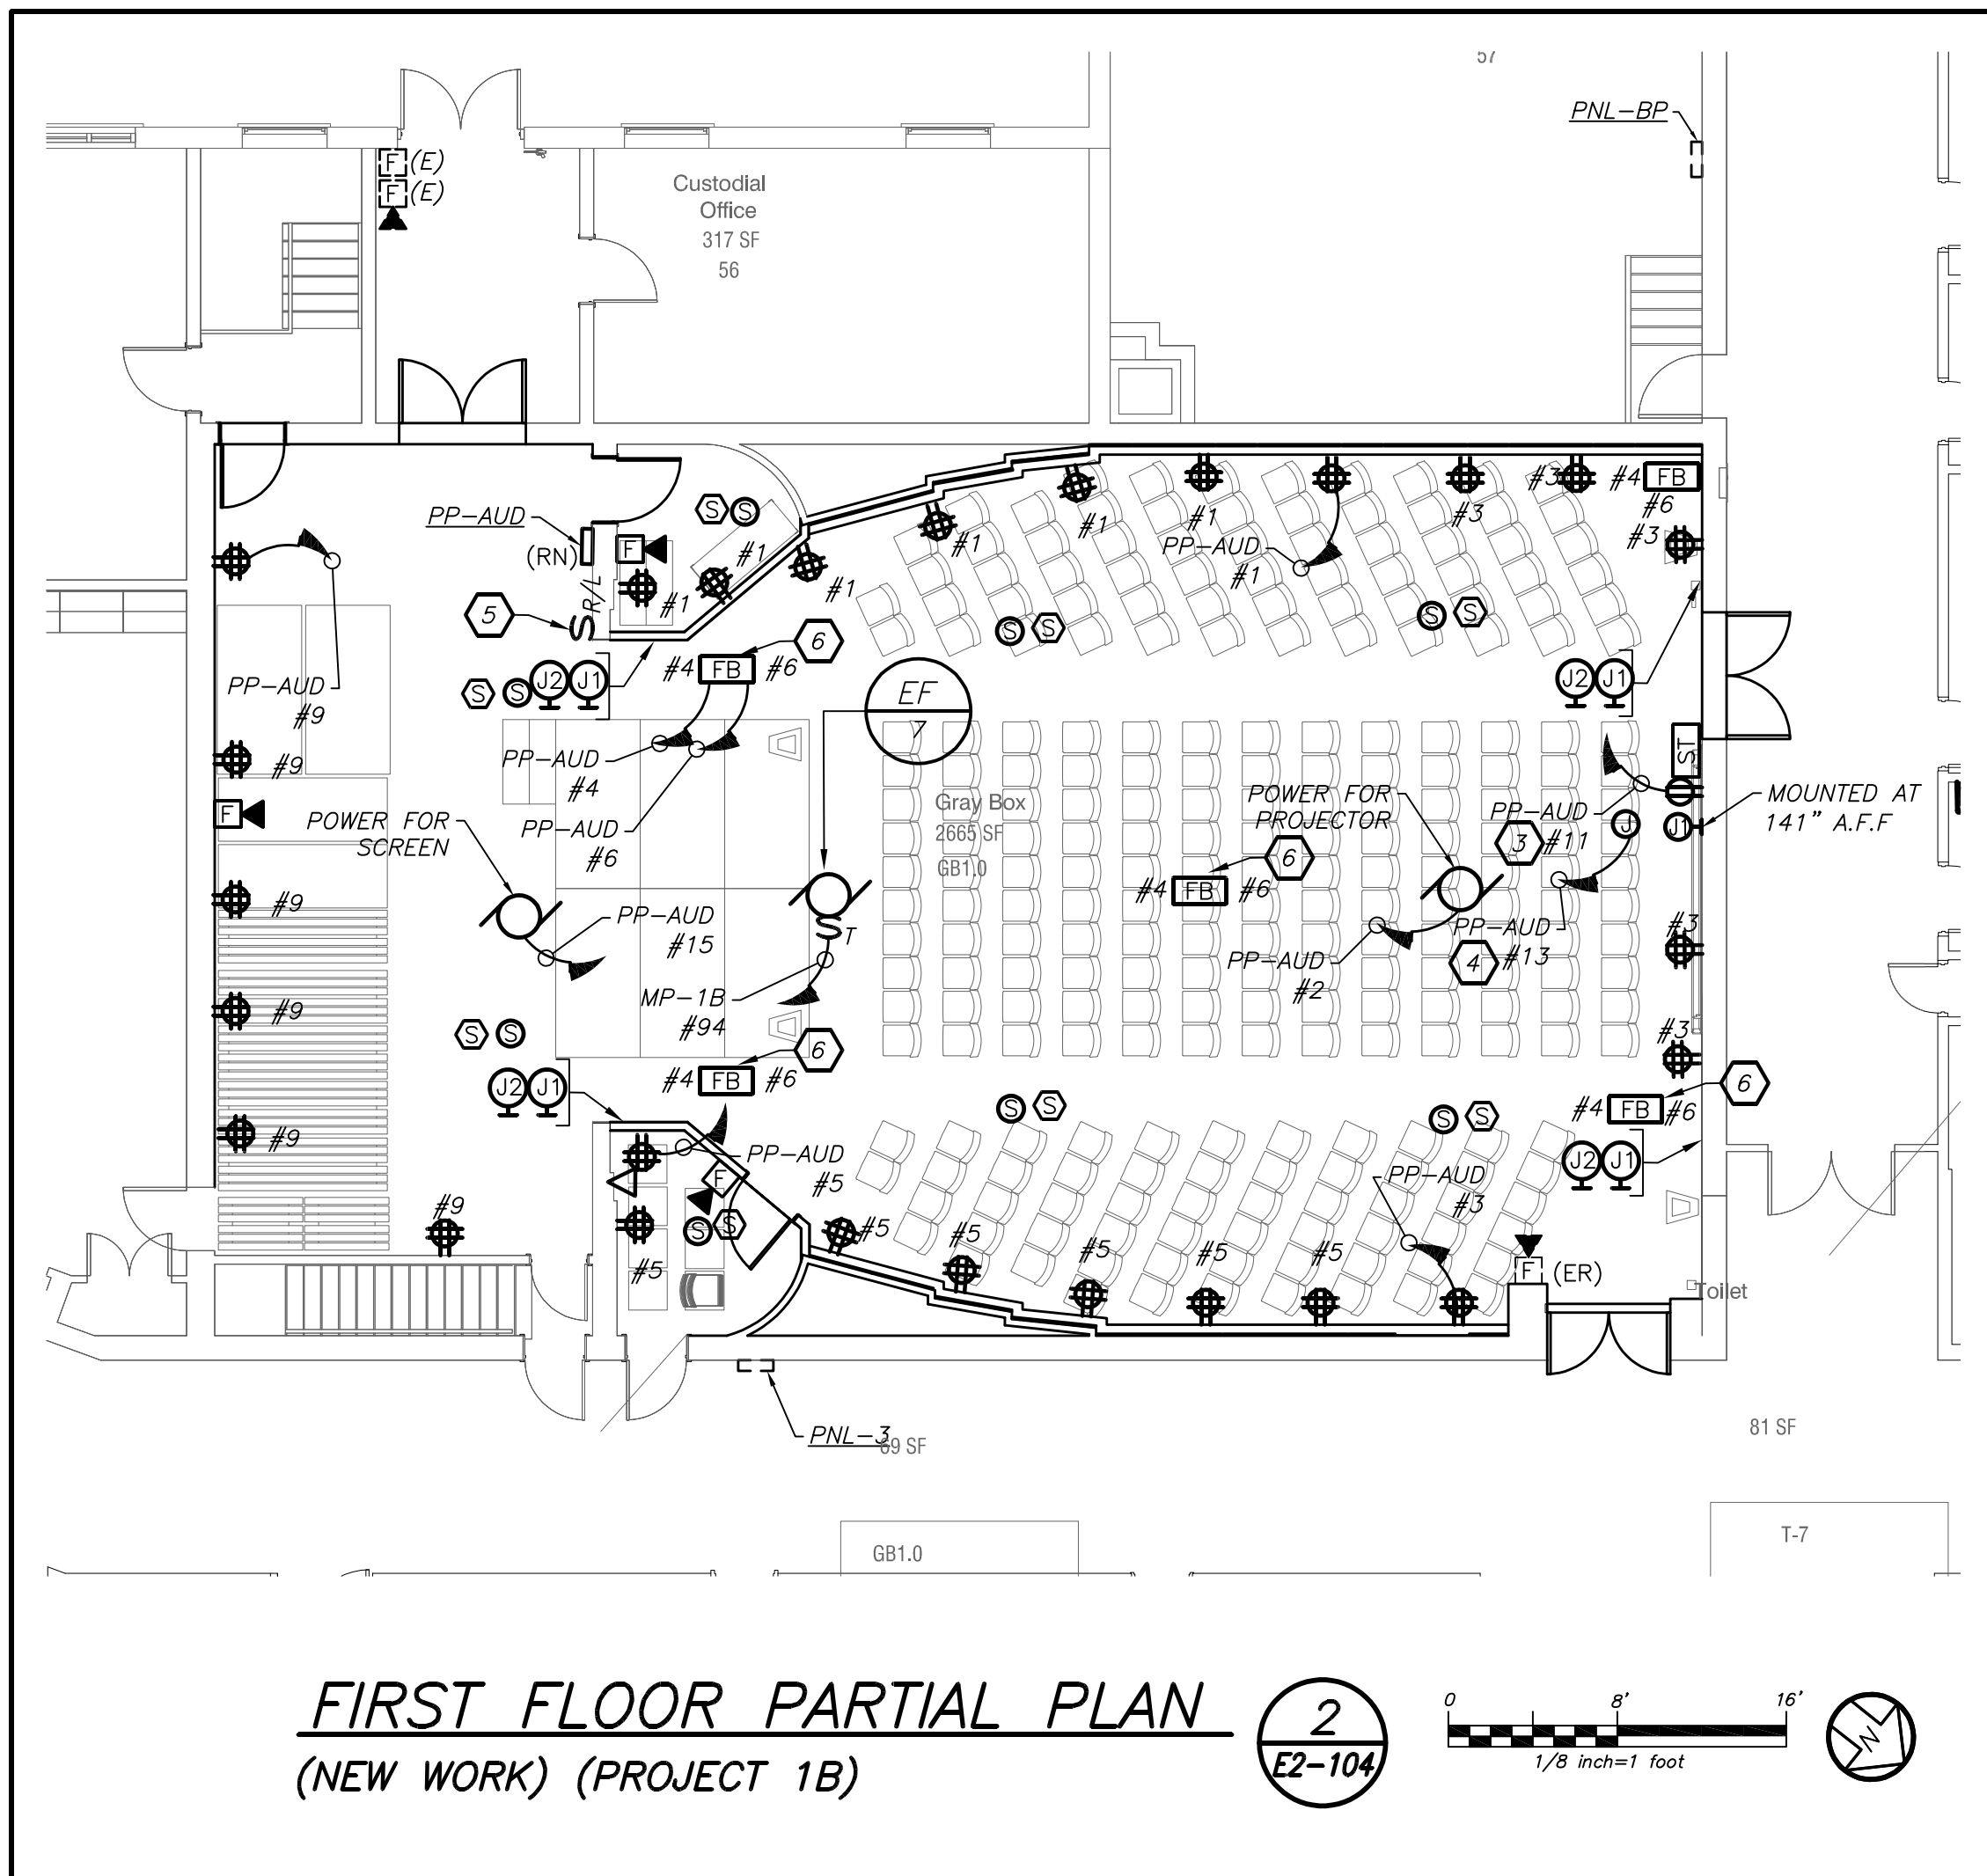 57
PNL-BP
F (E)
F (E)
Custodial
Office
317 SF
56
PP-AUD
(RN)
F
S R/L
5
S
S
#1
#1
#1
#1
#1
#1
PP-AUD
#1
#3
#3
#4 FB
#6
#3
6
#4 FB #6
S
S
J2 J1
S
S
S
S
J2 J1
PP-AUD
#9
EF
7
ST
PP-AUD
#4
#9
F
POWER FOR
SCREEN
PP-AUD
#6
Gray Box
2665 SF
GB1.0
POWER FOR
PROJECTOR
PP-AUD
#11
3
J
J1
MOUNTED AT
141" A.F.F
6
#4 FB #6
#9
PP-AUD
#15
S T
PP-AUD
#13
4
#3
PP-AUD
#2
MP-1B
#94
#9
S
S
6
#3
#4 FB #6
J2 J1
S
S
S
S
6
#4 FB #6
#9
PP-AUD
#5
F
J2 J1
PP-AUD
#3
#9
S
S
#5
#5
#5
#5
#5
#5
F (ER)
Toilet
PNL-3
69 SF
81 SF
GB1.0
T-7
FIRST FLOOR PARTIAL PLAN
(NEW WORK) (PROJECT 1B)
2
E2-104
0 8' 16'
1/8 inch=1 foot
N